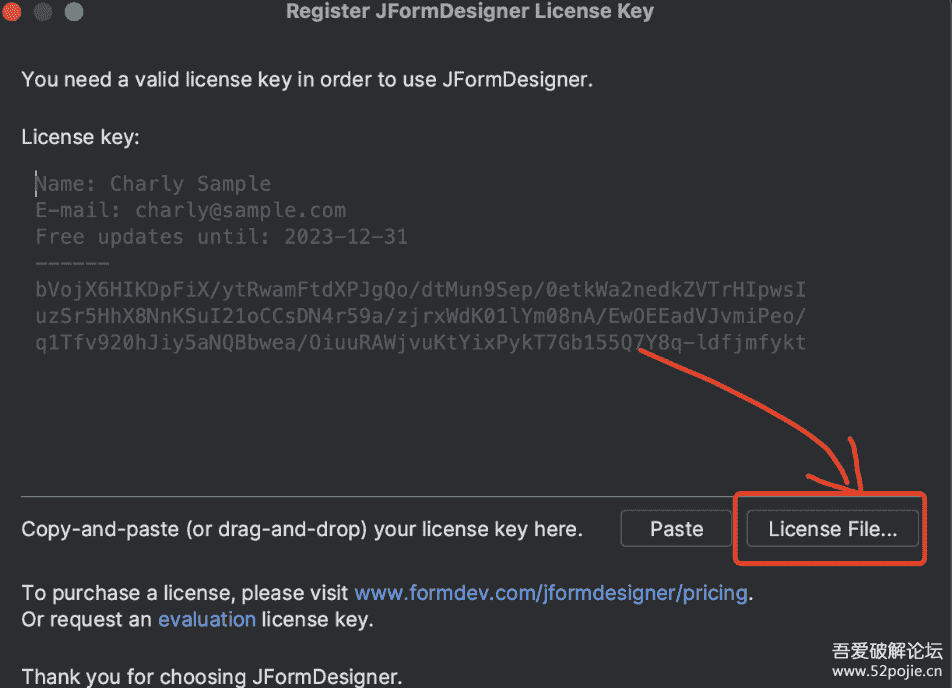 Register JFormDesigner License Key
You need a valid license key in order to use JFormDesigner.
License key:
Name: Charly Sample
E-mail: charly@sample.com
Free updates until: 2023-12-31
------
bVojX6HIKDpFiX/ytRwamFtdXPJgQo/dtMun9Sep/0etkWa2nedkZVTrHIpwsI
uzSr5HhX8NnKSuI21oCCsDN4r59a/zjrxWdK01lYm08nA/EwOEEadVJvmiPeo/
q1Tfv920hJiy5aNQBbwea/OiuuRAWjvuKtYixPykT7Gb155Q7Y8q-ldfjmfykt
Copy-and-paste (or drag-and-drop) your license key here.
Paste
License File...
To purchase a license, please visit www.formdev.com/jformdesigner/pricing.
Or request an evaluation license key.
Thank you for choosing JFormDesigner.
吾爱破解论坛
www.52pojie.cn